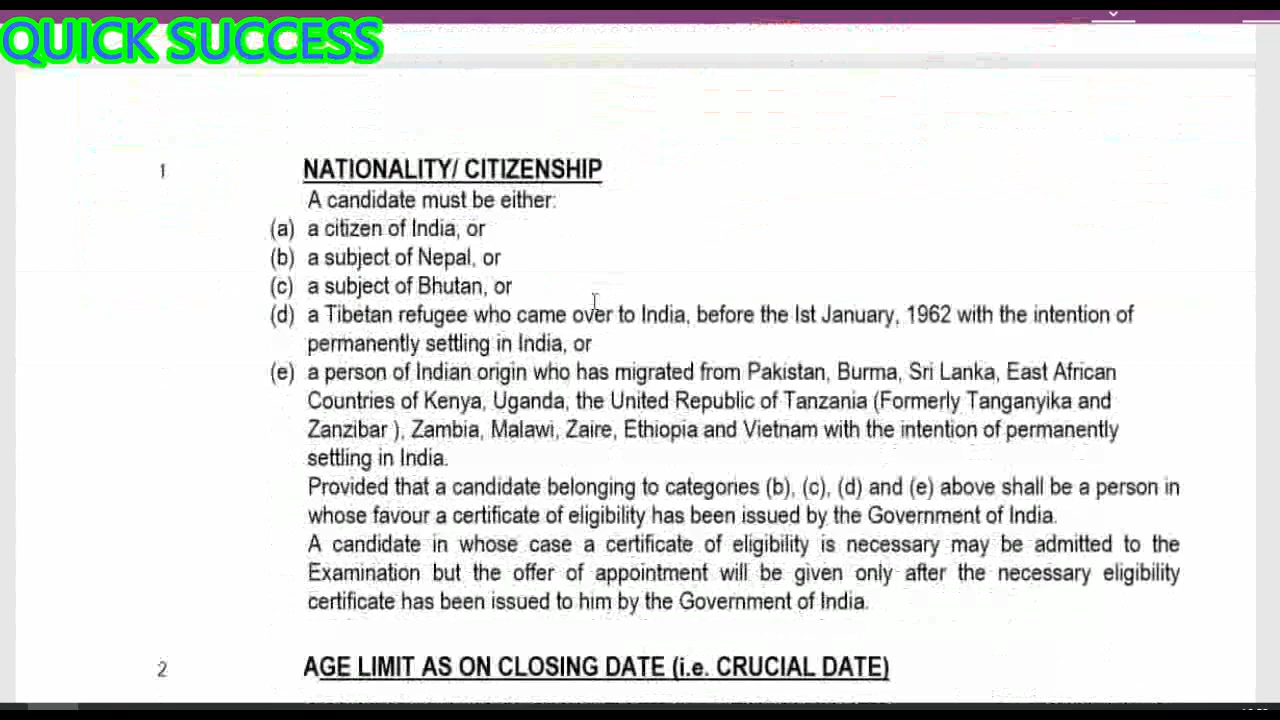 QUICK SUCCESS
1 NATIONALITY/ CITIZENSHIP
A candidate must be either:
(a) a citizen of India, or
(b) a subject of Nepal, or
(c) a subject of Bhutan, or
(d) a Tibetan refugee who came over to India, before the Ist January, 1962 with the intention of
permanently settling in India, or
(e) a person of Indian origin who has migrated from Pakistan, Burma, Sri Lanka, East African
Countries of Kenya, Uganda, the United Republic of Tanzania (Formerly Tanganyika and
Zanzibar ), Zambia, Malawi, Zaire, Ethiopia and Vietnam with the intention of permanently
settling in India.
Provided that a candidate belonging to categories (b), (c), (d) and (e) above shall be a person in
whose favour a certificate of eligibility has been issued by the Government of India.
A candidate in whose case a certificate of eligibility is necessary may be admitted to the
Examination but the offer of appointment will be given only after the necessary eligibility
certificate has been issued to him by the Government of India.
2 AGE LIMIT AS ON CLOSING DATE (i.e. CRUCIAL DATE)